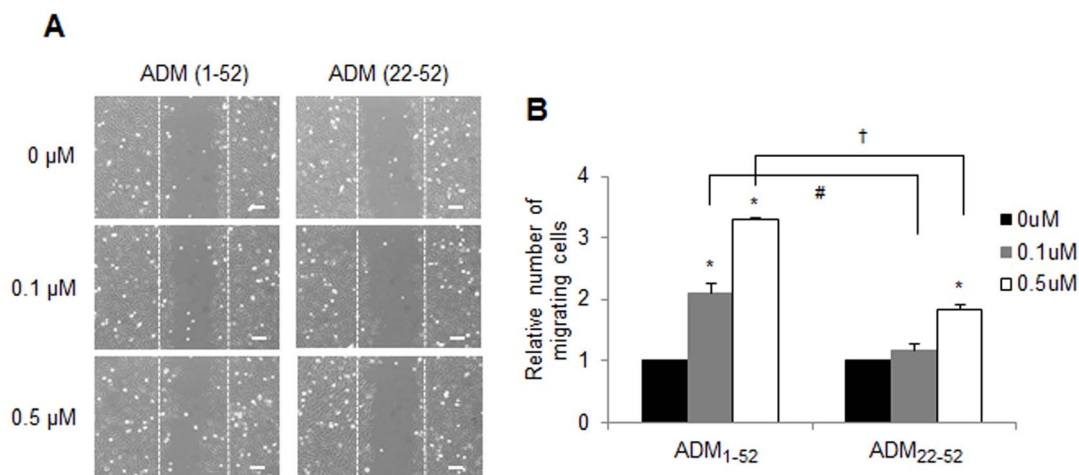 A
ADM (1-52) ADM (22-52)
0 µM
0.1 µM
0.5 µM
B
†
#
4
3
2
1
0
Relative number of
migrating cells
* * *
0uM
0.1uM
0.5uM
ADM1-52 ADM22-52